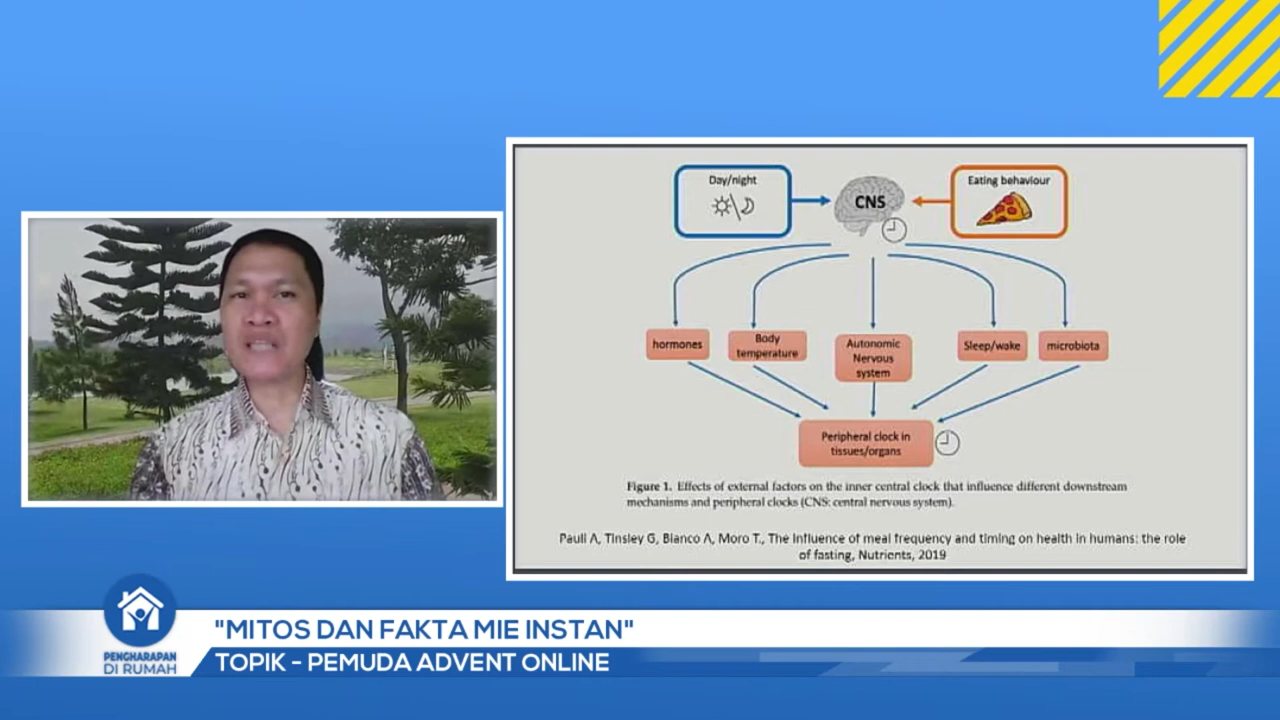 Day/night
CNS
Eating behaviour
hormones
Body
temperature
Autonomic
Nervous
system
Sleep/wake
microbiota
Peripheral clock in
tissues/organs
Figure 1. Effects of external factors on the inner central clock that influence different downstream
mechanisms and peripheral clocks (CNS: central nervous system).
Pauli A, Tinsley G, Bianco A, Moro T., The influence of meal frequency and timing on health in humans: the role
of fasting, Nutrients, 2019
PENGHARAPAN
DI RUMAH
"MITOS DAN FAKTA MIE INSTAN"
TOPIK - PEMUDA ADVENT ONLINE